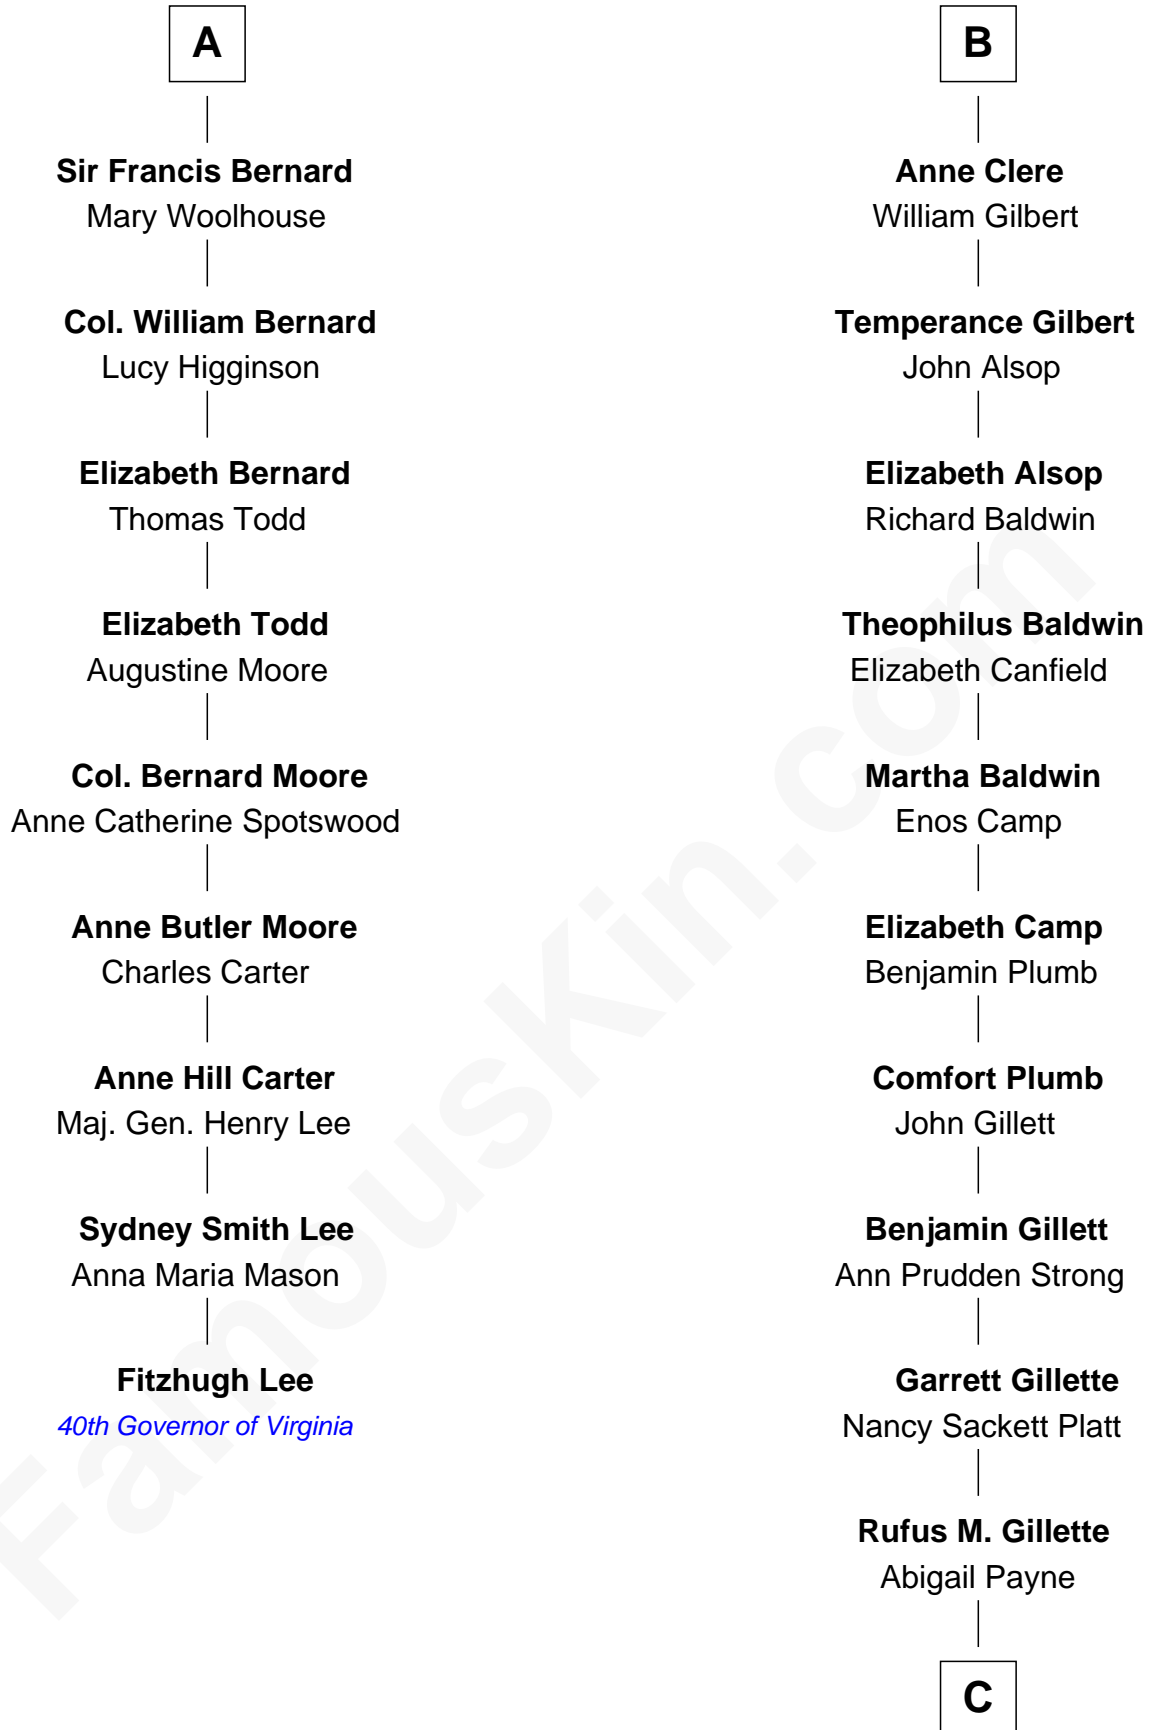 A
Sir Francis Bernard
Mary Woolhouse
Col. William Bernard
Lucy Higginson
Elizabeth Bernard
Thomas Todd
Elizabeth Todd
Augustine Moore
Col. Bernard Moore
Anne Catherine Spotswood
Anne Butler Moore
Charles Carter
Anne Hill Carter
Maj. Gen. Henry Lee
Sydney Smith Lee
Anna Maria Mason
Fitzhugh Lee
40th Governor of Virginia
B
Anne Clere
William Gilbert
Temperance Gilbert
John Alsop
Elizabeth Alsop
Richard Baldwin
Theophilus Baldwin
Elizabeth Canfield
Martha Baldwin
Enos Camp
Elizabeth Camp
Benjamin Plumb
Comfort Plumb
John Gillett
Benjamin Gillett
Ann Prudden Strong
Garrett Gillette
Nancy Sackett Platt
Rufus M. Gillette
Abigail Payne
C
FamousKin.com